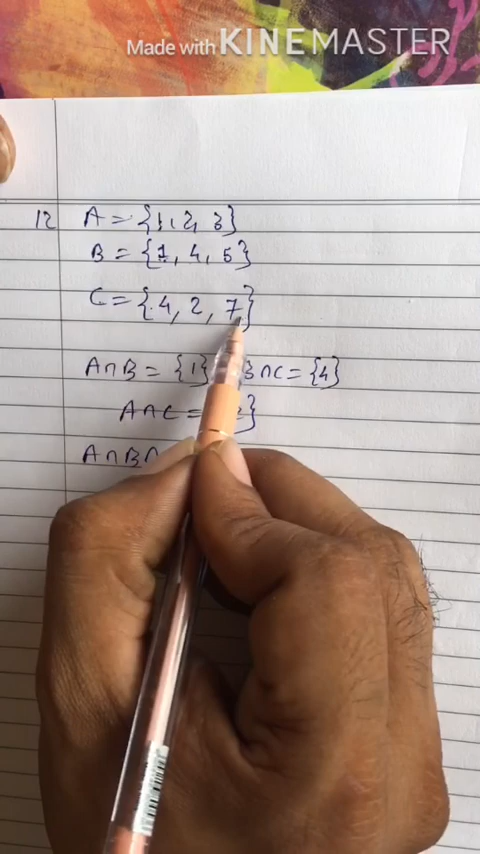 Made with KINEMASTER
12 A = {1, 2, 3}
B = {1, 4, 5}
C = {4, 2, 7}
A∩B = {1} B∩C = {4}
A∩C = }
A∩B∩